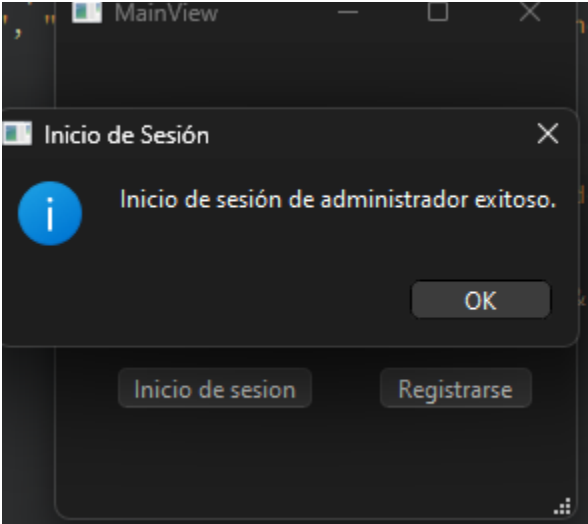 MainView
Inicio de Sesión
Inicio de sesión de administrador exitoso.
OK
Inicio de sesion
Registrarse